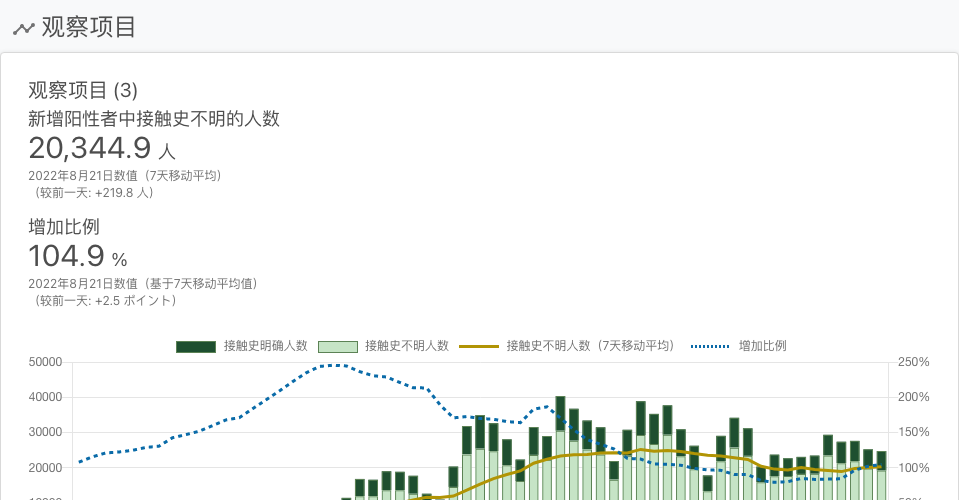 观察项目
观察项目 (3)
新增阳性者中接触史不明的人数
20,344.9 人
2022年8月21日数值（7天移动平均）
（较前一天: +219.8 人）
增加比例
104.9 %
2022年8月21日数值（基于7天移动平均值）
（较前一天: +2.5 ポイント）
接触史明确人数 接触史不明人数 接触史不明人数（7天移动平均） 增加比例
50000 250%
40000 200%
30000 150%
20000 100%
10000 50%